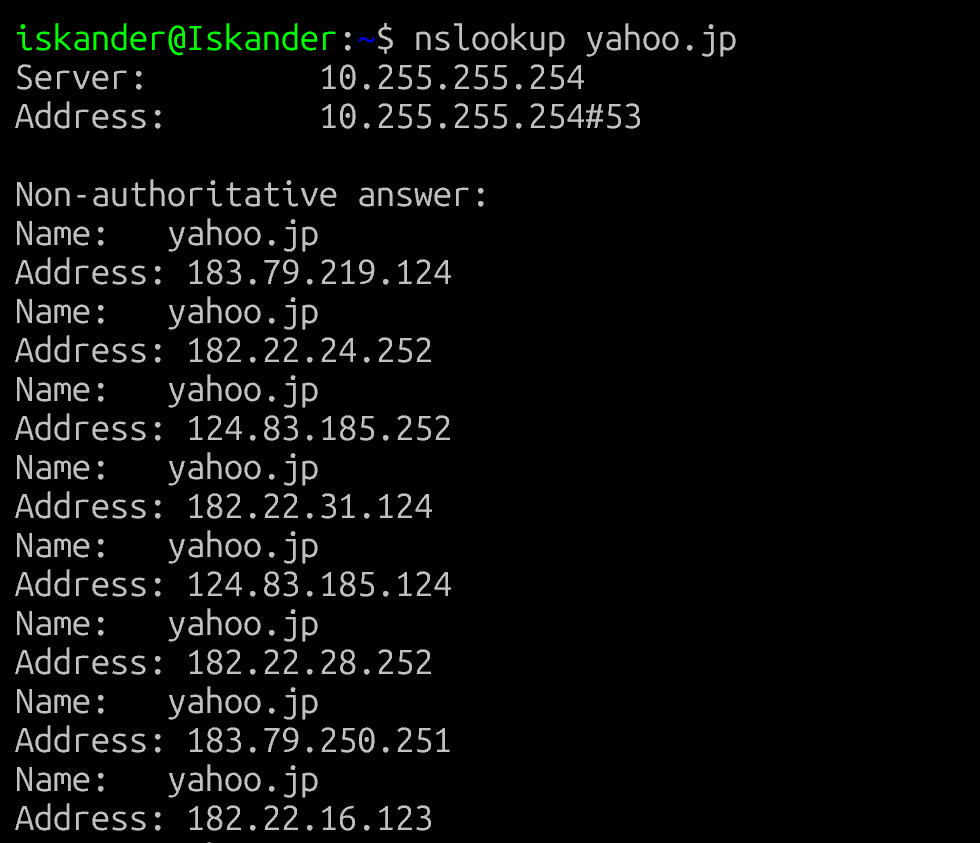 iskander@Iskander:~$ nslookup yahoo.jp
Server: 10.255.255.254
Address: 10.255.255.254#53
Non-authoritative answer:
Name: yahoo.jp
Address: 183.79.219.124
Name: yahoo.jp
Address: 182.22.24.252
Name: yahoo.jp
Address: 124.83.185.252
Name: yahoo.jp
Address: 182.22.31.124
Name: yahoo.jp
Address: 124.83.185.124
Name: yahoo.jp
Address: 182.22.28.252
Name: yahoo.jp
Address: 183.79.250.251
Name: yahoo.jp
Address: 182.22.16.123